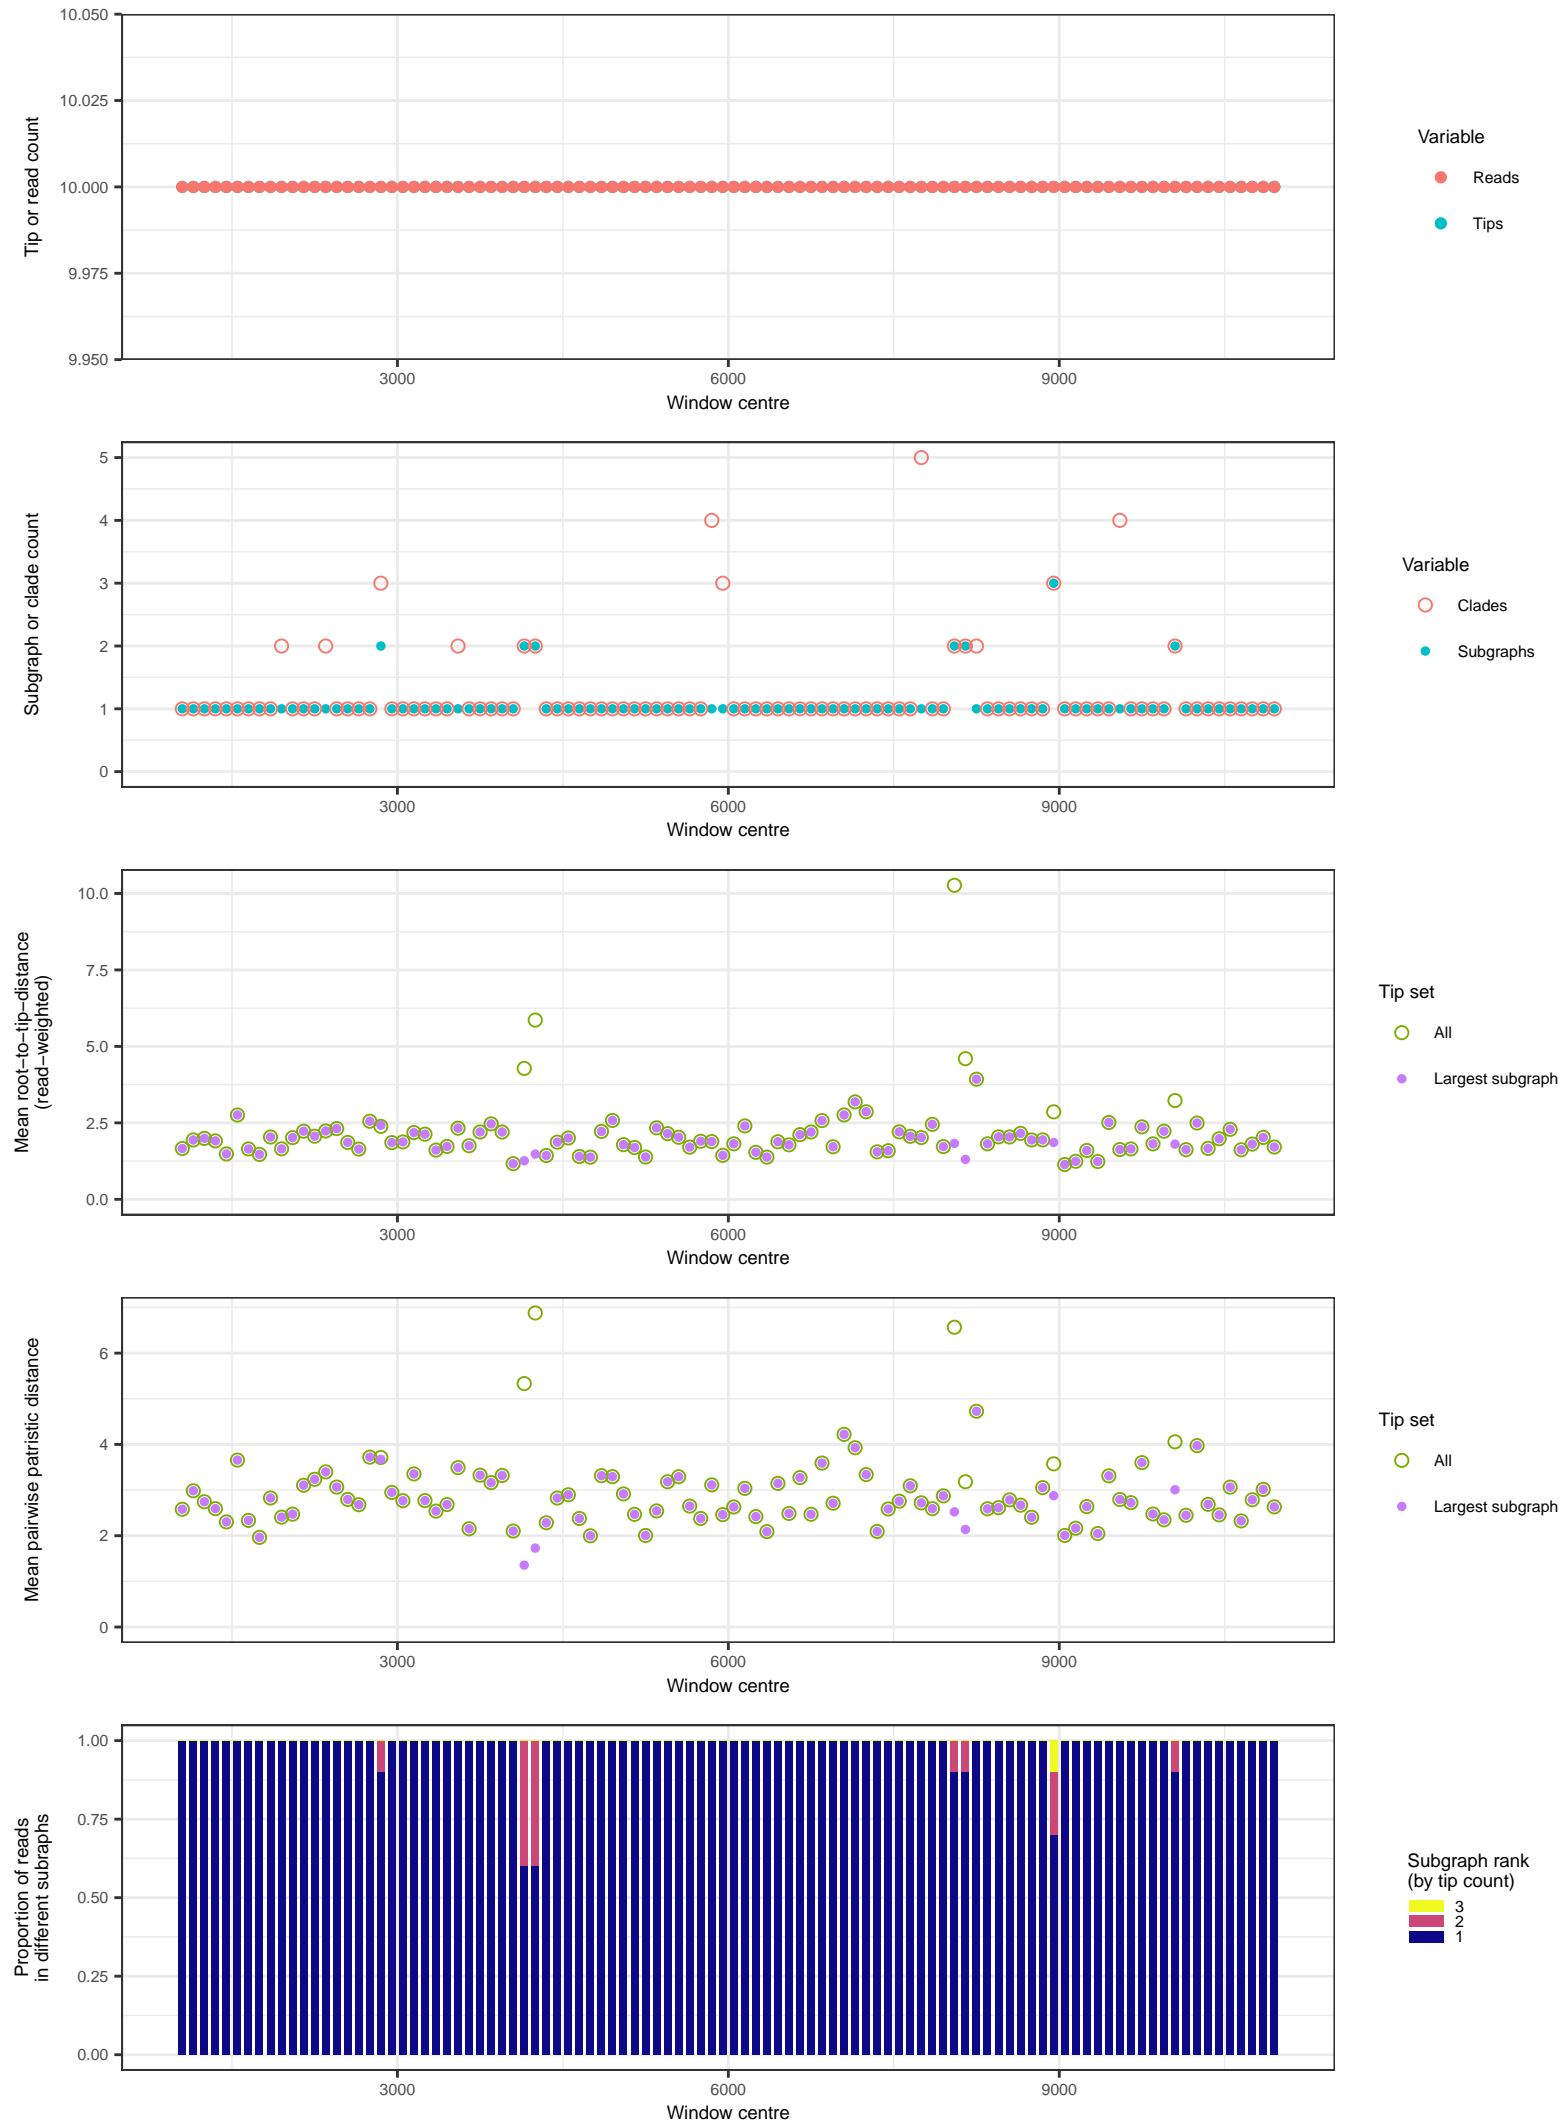 10.050
10.025
10.000
9.975
9.950
Tip or read count
3000
6000
9000
Window centre
Variable
Reads
Tips
5
4
3
2
1
0
Subgraph or clade count
3000
6000
9000
Window centre
Variable
Clades
Subgraphs
10.0
7.5
5.0
2.5
0.0
Mean root−to−tip−distance
(read−weighted)
3000
6000
9000
Window centre
Tip set
All
Largest subgraph
6
4
2
0
Mean pairwise patristic distance
3000
6000
9000
Window centre
Tip set
All
Largest subgraph
1.00
0.75
0.50
0.25
0.00
Proportion of reads
in different subraphs
3000
6000
9000
Window centre
Subgraph rank
(by tip count)
3
2
1